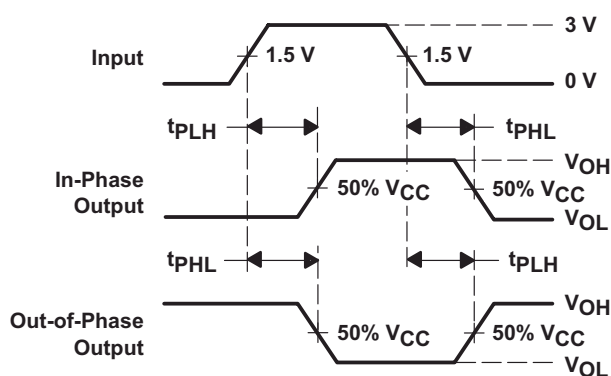 3 V
Input
1.5 V
1.5 V
0 V
tPLH
tPHL
VOH
In-Phase
Output
50% VCC
50% VCC
VOL
tPHL
tPLH
VOH
Out-of-Phase
Output
50% VCC
50% VCC
VOL